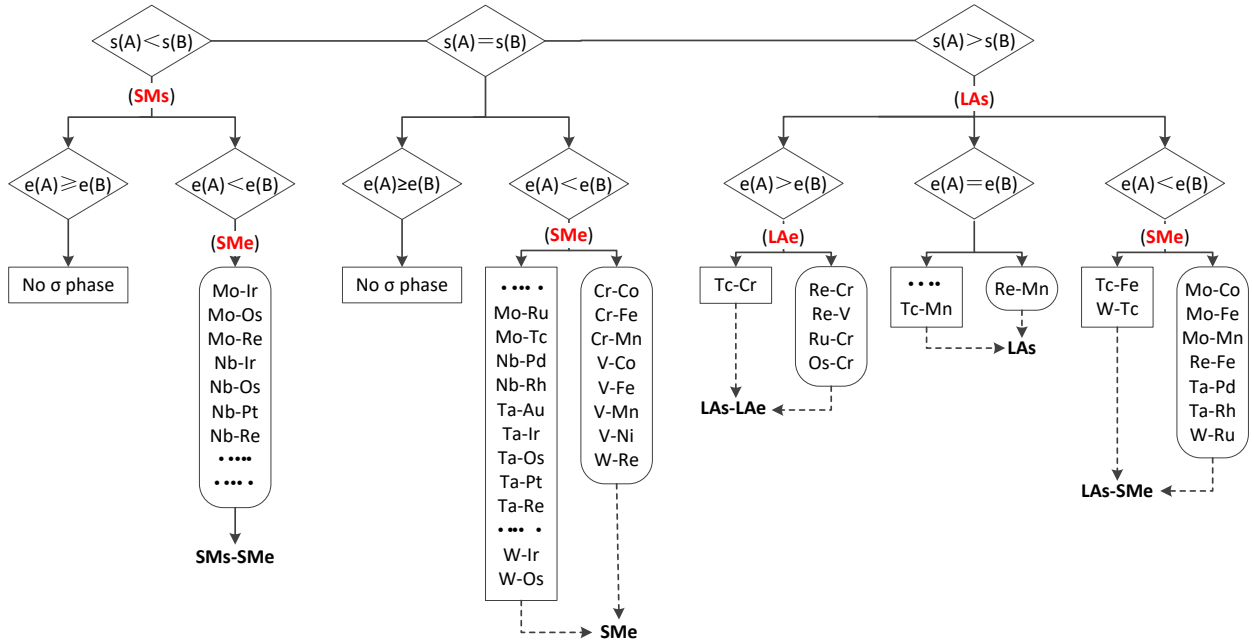 s(A)<s(B)
s(A)=s(B)
s(A)>s(B)
(SMs)
(LAs)
e(A)≥e(B)
e(A)<e(B)
e(A)≥e(B)
e(A)<e(B)
e(A)>e(B)
e(A)=e(B)
e(A)<e(B)
(SMe)
(SMe)
(LAe)
(SMe)
No σ phase
Mo-Ir
Mo-Os
Mo-Re
Nb-Ir
Nb-Os
Nb-Pt
Nb-Re
SMs-SMe
No σ phase
Mo-Ru
Mo-Tc
Nb-Pd
Nb-Rh
Ta-Au
Ta-Ir
Ta-Os
Ta-Pt
Ta-Re
W-Ir
W-Os
Cr-Co
Cr-Fe
Cr-Mn
V-Co
V-Fe
V-Mn
V-Ni
W-Re
SMe
Tc-Cr
Re-Cr
Re-V
Ru-Cr
Os-Cr
LAs-LAe
Tc-Mn
Re-Mn
LAs
Tc-Fe
W-Tc
Mo-Co
Mo-Fe
Mo-Mn
Re-Fe
Ta-Pd
Ta-Rh
W-Ru
LAs-SMe